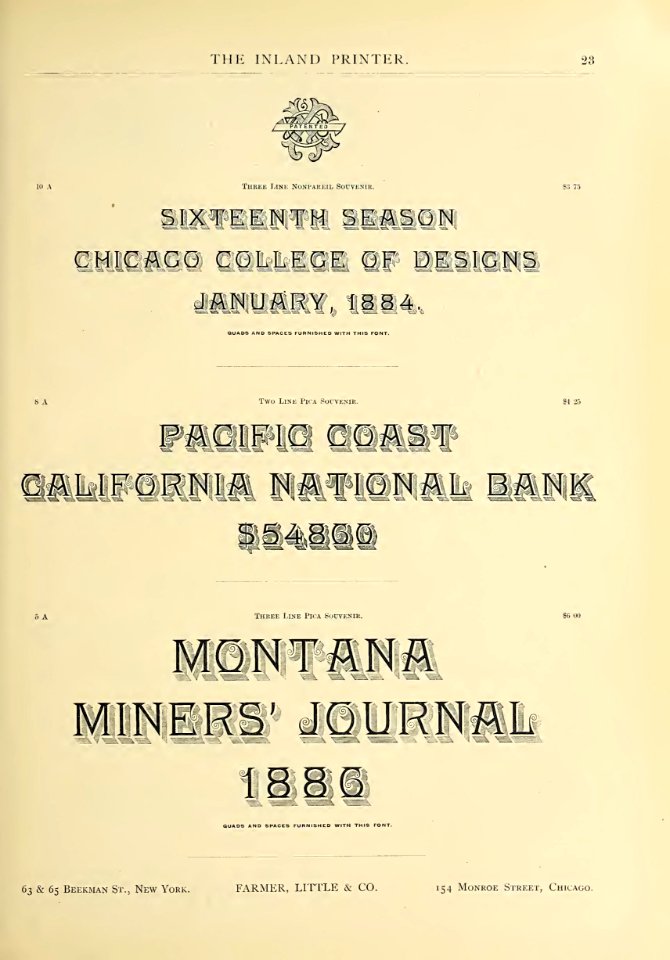 THE INLAND PRINTER. 23
PATENTED
10 A THREE LINE NONPAREIL SOUVENIR. $3 75
SIXTEENTH SEASON
CHICAGO COLLEGE OF DESIGNS
JANUARY, 1884.
QUADS AND SPACES FURNISHED WITH THIS FONT.
8 A TWO LINE PICA SOUVENIR. $4 25
PACIFIC COAST
CALIFORNIA NATIONAL BANK
$54860
5 A THREE LINE PICA SOUVENIR. $6 00
MONTANA
MINERS' JOURNAL
1886
QUADS AND SPACES FURNISHED WITH THIS FONT.
63 & 65 BEEKMAN ST., NEW YORK. FARMER, LITTLE & CO. 154 MONROE STREET, CHICAGO.